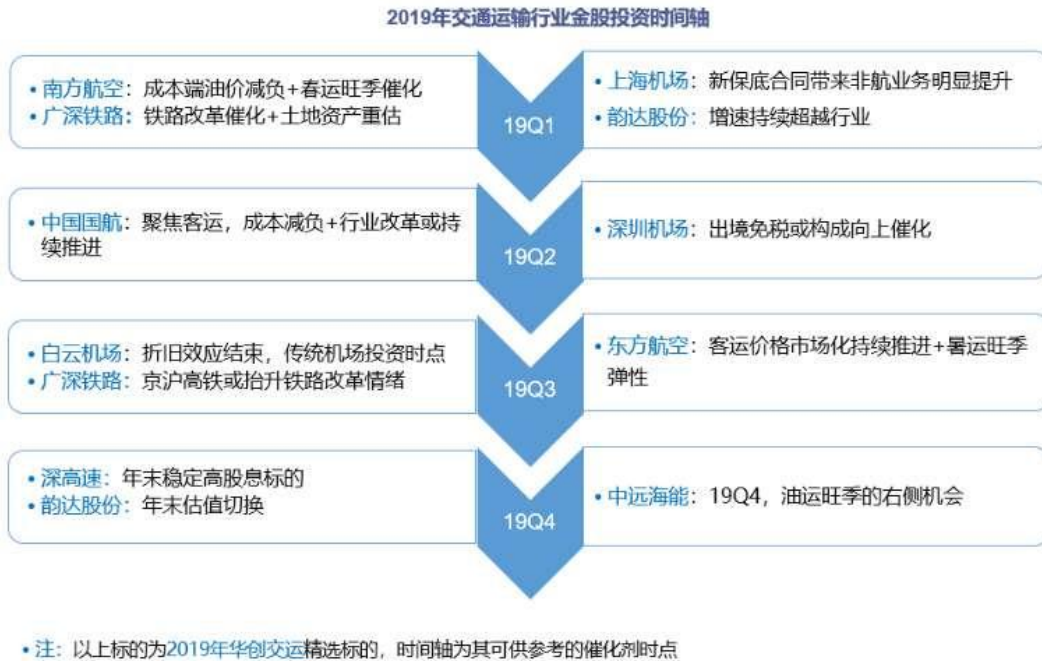 2019年交通运输行业金股投资时间轴
• 南方航空：成本端油价减负+春运旺季催化
• 广深铁路：铁路改革催化+土地资产重估
19Q1
• 上海机场：新保底合同带来非航业务明显提升
• 韵达股份：增速持续超越行业
• 中国国航：聚焦客运，成本减负+行业改革或持
续推进
19Q2
• 深圳机场：出境免税或构成向上催化
• 白云机场：折旧效应结束，传统机场投资时点
• 广深铁路：京沪高铁或抬升铁路改革情绪
19Q3
• 东方航空：客运价格市场化持续推进+暑运旺季
弹性
• 深高速：年末稳定高股息标的
• 韵达股份：年末估值切换
19Q4
• 中远海能：19Q4，油运旺季的右侧机会
• 注：以上标的为2019年华创交运精选标的，时间轴为其可供参考的催化剂时点